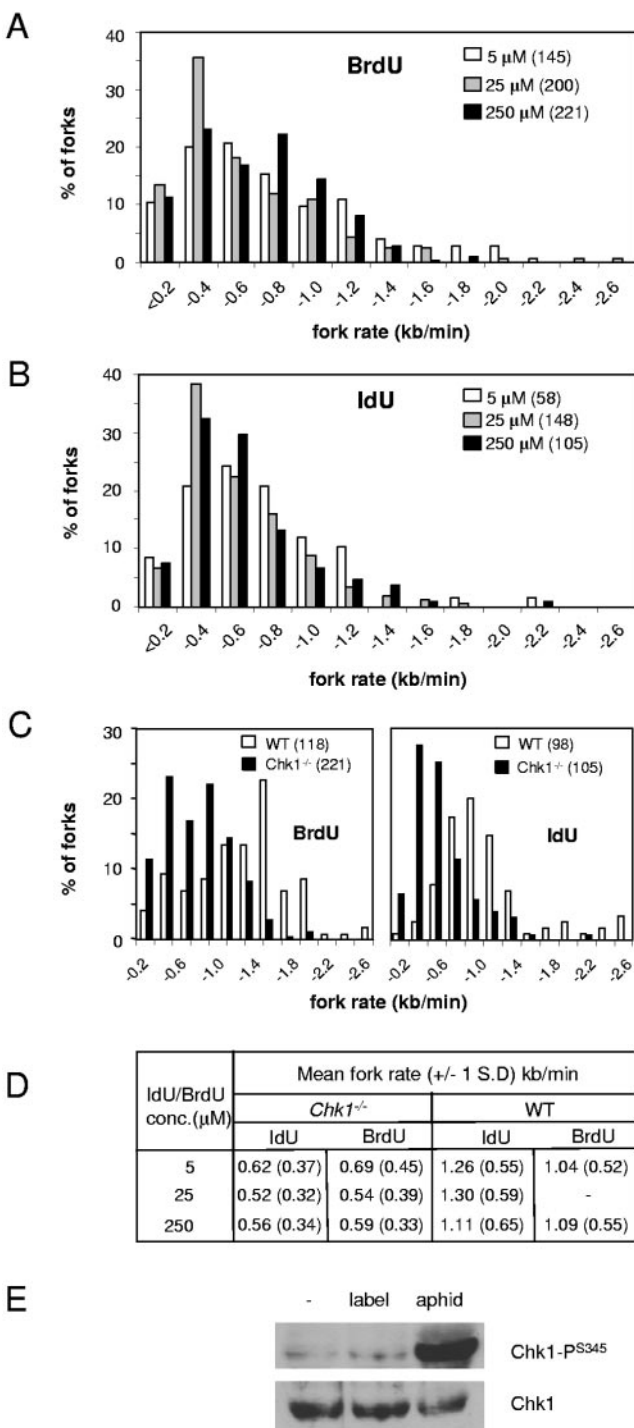 A
BrdU
5 µM (145)
25 µM (200)
250 µM (221)
% of forks
40
30
20
10
0
<0.2 -0.4 -0.6 -0.8 -1.0 -1.2 -1.4 -1.6 -1.8 -2.0 -2.2 -2.4 -2.6
fork rate (kb/min)
B
IdU
5 µM (58)
25 µM (148)
250 µM (105)
% of forks
40
30
20
10
0
<0.2 -0.4 -0.6 -0.8 -1.0 -1.2 -1.4 -1.6 -1.8 -2.0 -2.2 -2.4 -2.6
fork rate (kb/min)
C
WT (118)
Chk1-/- (221)
BrdU
WT (98)
Chk1-/- (105)
IdU
% of forks
30
20
10
0
-0.2 -0.6 -1.0 -1.4 -1.8 -2.2 -2.6
-0.2 -0.6 -1.0 -1.4 -1.8 -2.2 -2.6
fork rate (kb/min)
D
IdU/BrdU conc.(µM)
Mean fork rate (+/- 1 S.D) kb/min
Chk1-/- WT
IdU BrdU IdU BrdU
5 0.62 (0.37) 0.69 (0.45) 1.26 (0.55) 1.04 (0.52)
25 0.52 (0.32) 0.54 (0.39) 1.30 (0.59) -
250 0.56 (0.34) 0.59 (0.33) 1.11 (0.65) 1.09 (0.55)
E
- label aphid
Chk1-PS345
Chk1